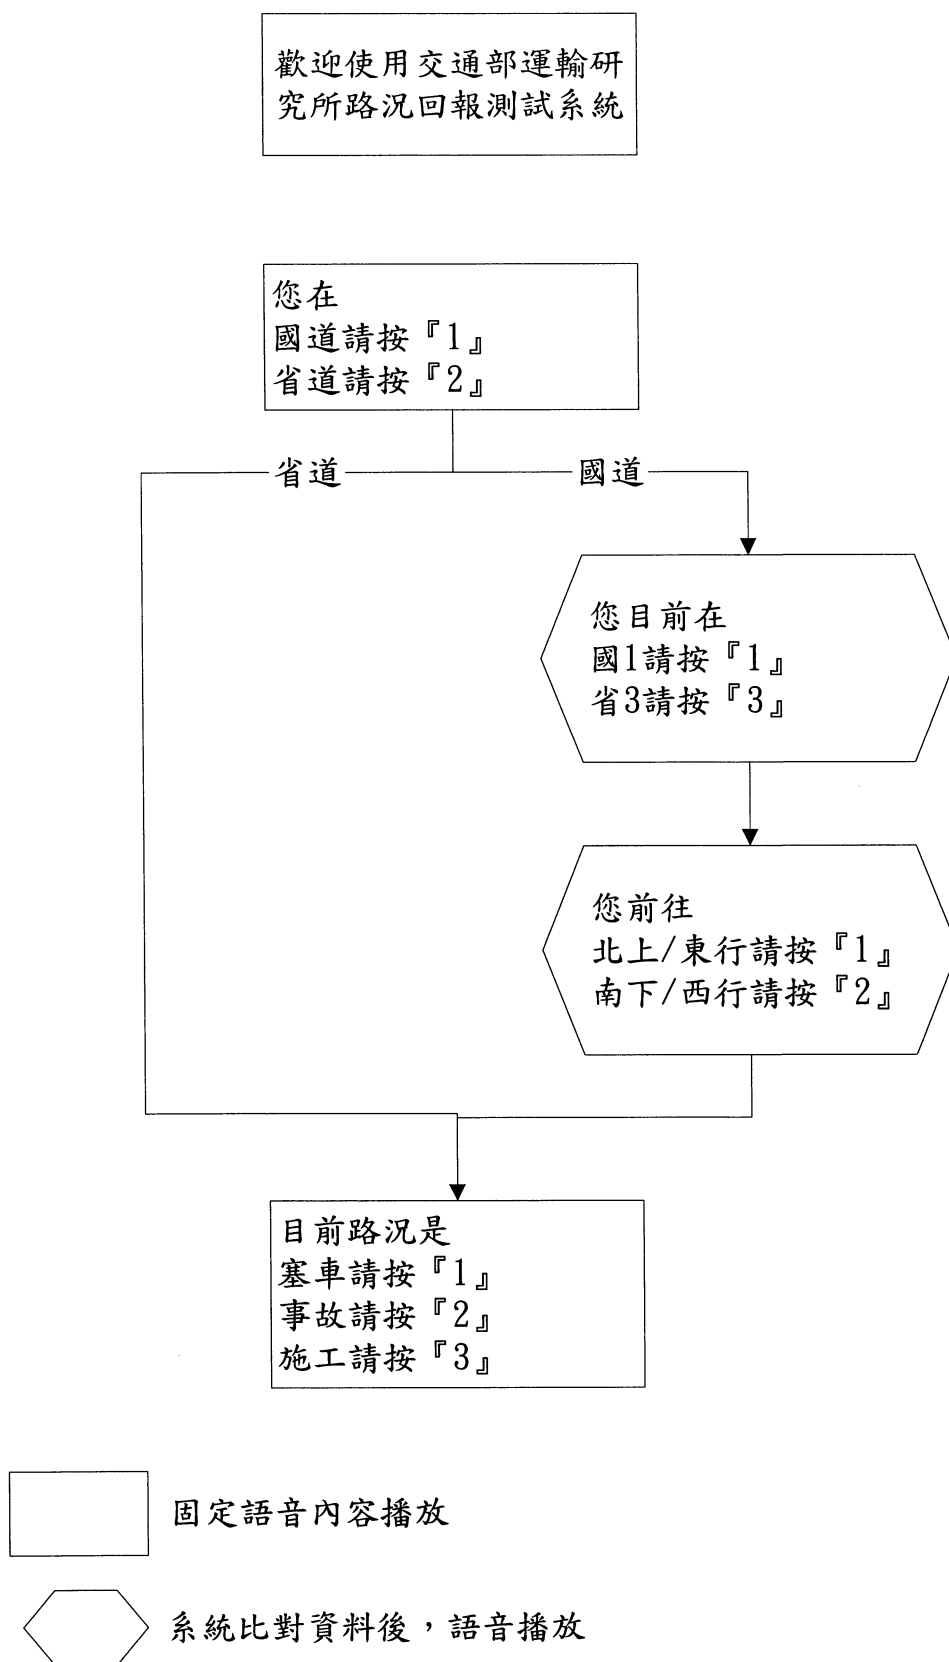 歡迎使用交通部運輸研
究所路況回報測試系統
您在
國道請按『1』
省道請按『2』
省道
國道
您目前在
國1請按『1』
省3請按『3』
您前往
北上/東行請按『1』
南下/西行請按『2』
目前路況是
塞車請按『1』
事故請按『2』
施工請按『3』
固定語音內容播放
系統比對資料後，語音播放